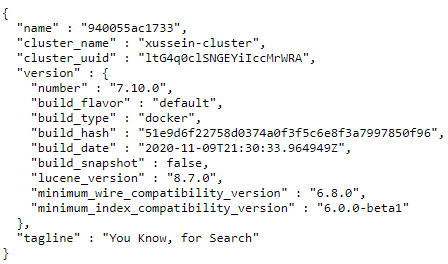 {
  "name" : "940055ac1733",
  "cluster_name" : "xussein-cluster",
  "cluster_uuid" : "ltG4q0clSNGEYiIccMrWRA",
  "version" : {
    "number" : "7.10.0",
    "build_flavor" : "default",
    "build_type" : "docker",
    "build_hash" : "51e9d6f22758d0374a0f3f5c6e8f3a7997850f96",
    "build_date" : "2020-11-09T21:30:33.964949Z",
    "build_snapshot" : false,
    "lucene_version" : "8.7.0",
    "minimum_wire_compatibility_version" : "6.8.0",
    "minimum_index_compatibility_version" : "6.0.0-beta1"
  },
  "tagline" : "You Know, for Search"
}